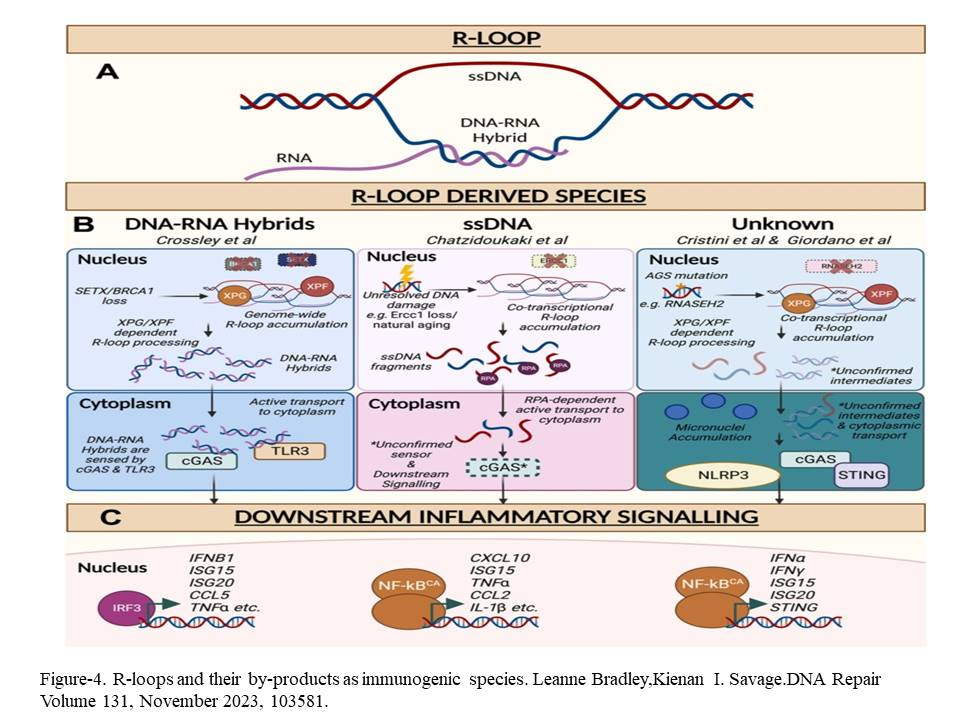 R-LOOP
A
ssDNA
DNA-RNA
Hybrid
RNA
R-LOOP DERIVED SPECIES
B
DNA-RNA Hybrids
Crossley et al
Nucleus
BRCA1
SETX
SETX/BRCA1
loss
XPG
XPF
Genome-wide
R-loop accumulation
XPG/XPF
dependent
R-loop processing
DNA-RNA
Hybrids
Cytoplasm
Active transport
to cytoplasm
DNA-RNA
Hybrids are
sensed by
cGAS & TLR3
cGAS
TLR3
ssDNA
Chatzidoukaki et al
Nucleus
ERCC1
Unresolved DNA
damage
e.g. Ercc1 loss/
natural aging
Co-transcriptional
R-loop
accumulation
ssDNA
fragments
RPA
RPA
RPA
Cytoplasm
RPA-dependent
active transport to
cytoplasm
*Unconfirmed
sensor
&
Downstream
Signalling
cGAS*
Unknown
Cristini et al & Giordano et al
Nucleus
RNASEH2
AGS mutation
e.g. RNASEH2
XPG
XPF
Co-transcriptional
R-loop
accumulation
XPG/XPF
dependent
R-loop processing
*Unconfirmed
intermediates
Cytoplasm
Micronuclei
Accumulation
*Unconfirmed
intermediates
& cytoplasmic
transport
cGAS
NLRP3
STING
C
DOWNSTREAM INFLAMMATORY SIGNALLING
Nucleus
IRF3
IFNB1
ISG15
ISG20
CCL5
TNFα etc.
NF-kBCA
CXCL10
ISG15
TNFα
CCL2
IL-1β etc.
NF-kBCA
IFNα
IFNγ
ISG15
ISG20
STING
Figure-4. R-loops and their by-products as immunogenic species. Leanne Bradley,Kienan I. Savage.DNA Repair
Volume 131, November 2023, 103581.